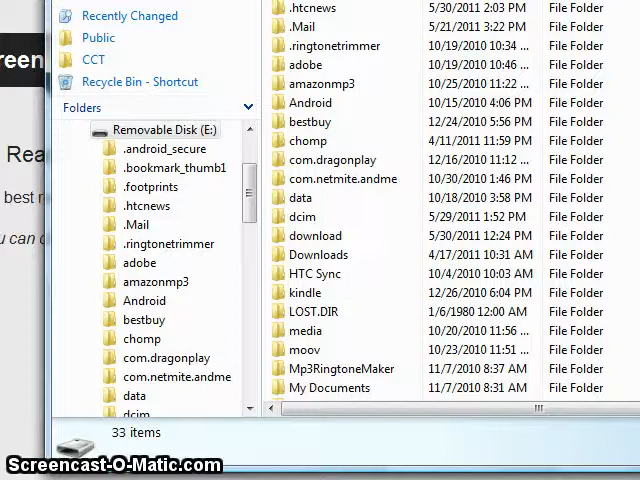 Recently Changed
Public
CCT
Recycle Bin - Shortcut
Folders
Removable Disk (E:)
.android_secure
.bookmark_thumb1
.footprints
.htcnews
.Mail
.ringtonetrimmer
adobe
amazonmp3
Android
bestbuy
chomp
com.dragonplay
com.netmite.andme
data
dcim
.htcnews 5/30/2011 2:03 PM File Folder
.Mail 5/21/2011 3:22 PM File Folder
.ringtonetrimmer 10/19/2010 10:34 ... File Folder
adobe 10/19/2010 10:46 ... File Folder
amazonmp3 10/25/2010 11:22 ... File Folder
Android 10/15/2010 4:06 PM File Folder
bestbuy 12/24/2010 5:56 PM File Folder
chomp 4/11/2011 11:59 PM File Folder
com.dragonplay 12/16/2010 11:12 ... File Folder
com.netmite.andme 10/30/2010 1:46 PM File Folder
data 10/18/2010 3:58 PM File Folder
dcim 5/29/2011 1:52 PM File Folder
download 5/30/2011 12:24 PM File Folder
Downloads 4/17/2011 10:31 AM File Folder
HTC Sync 10/4/2010 10:03 AM File Folder
kindle 12/26/2010 6:04 PM File Folder
LOST.DIR 1/6/1980 12:00 AM File Folder
media 10/20/2010 11:56 ... File Folder
moov 10/23/2010 11:51 ... File Folder
Mp3RingtoneMaker 11/7/2010 8:37 AM File Folder
My Documents 11/7/2010 8:31 AM File Folder
33 items
reen
Rea
best
u can
Screencast-O-Matic.com